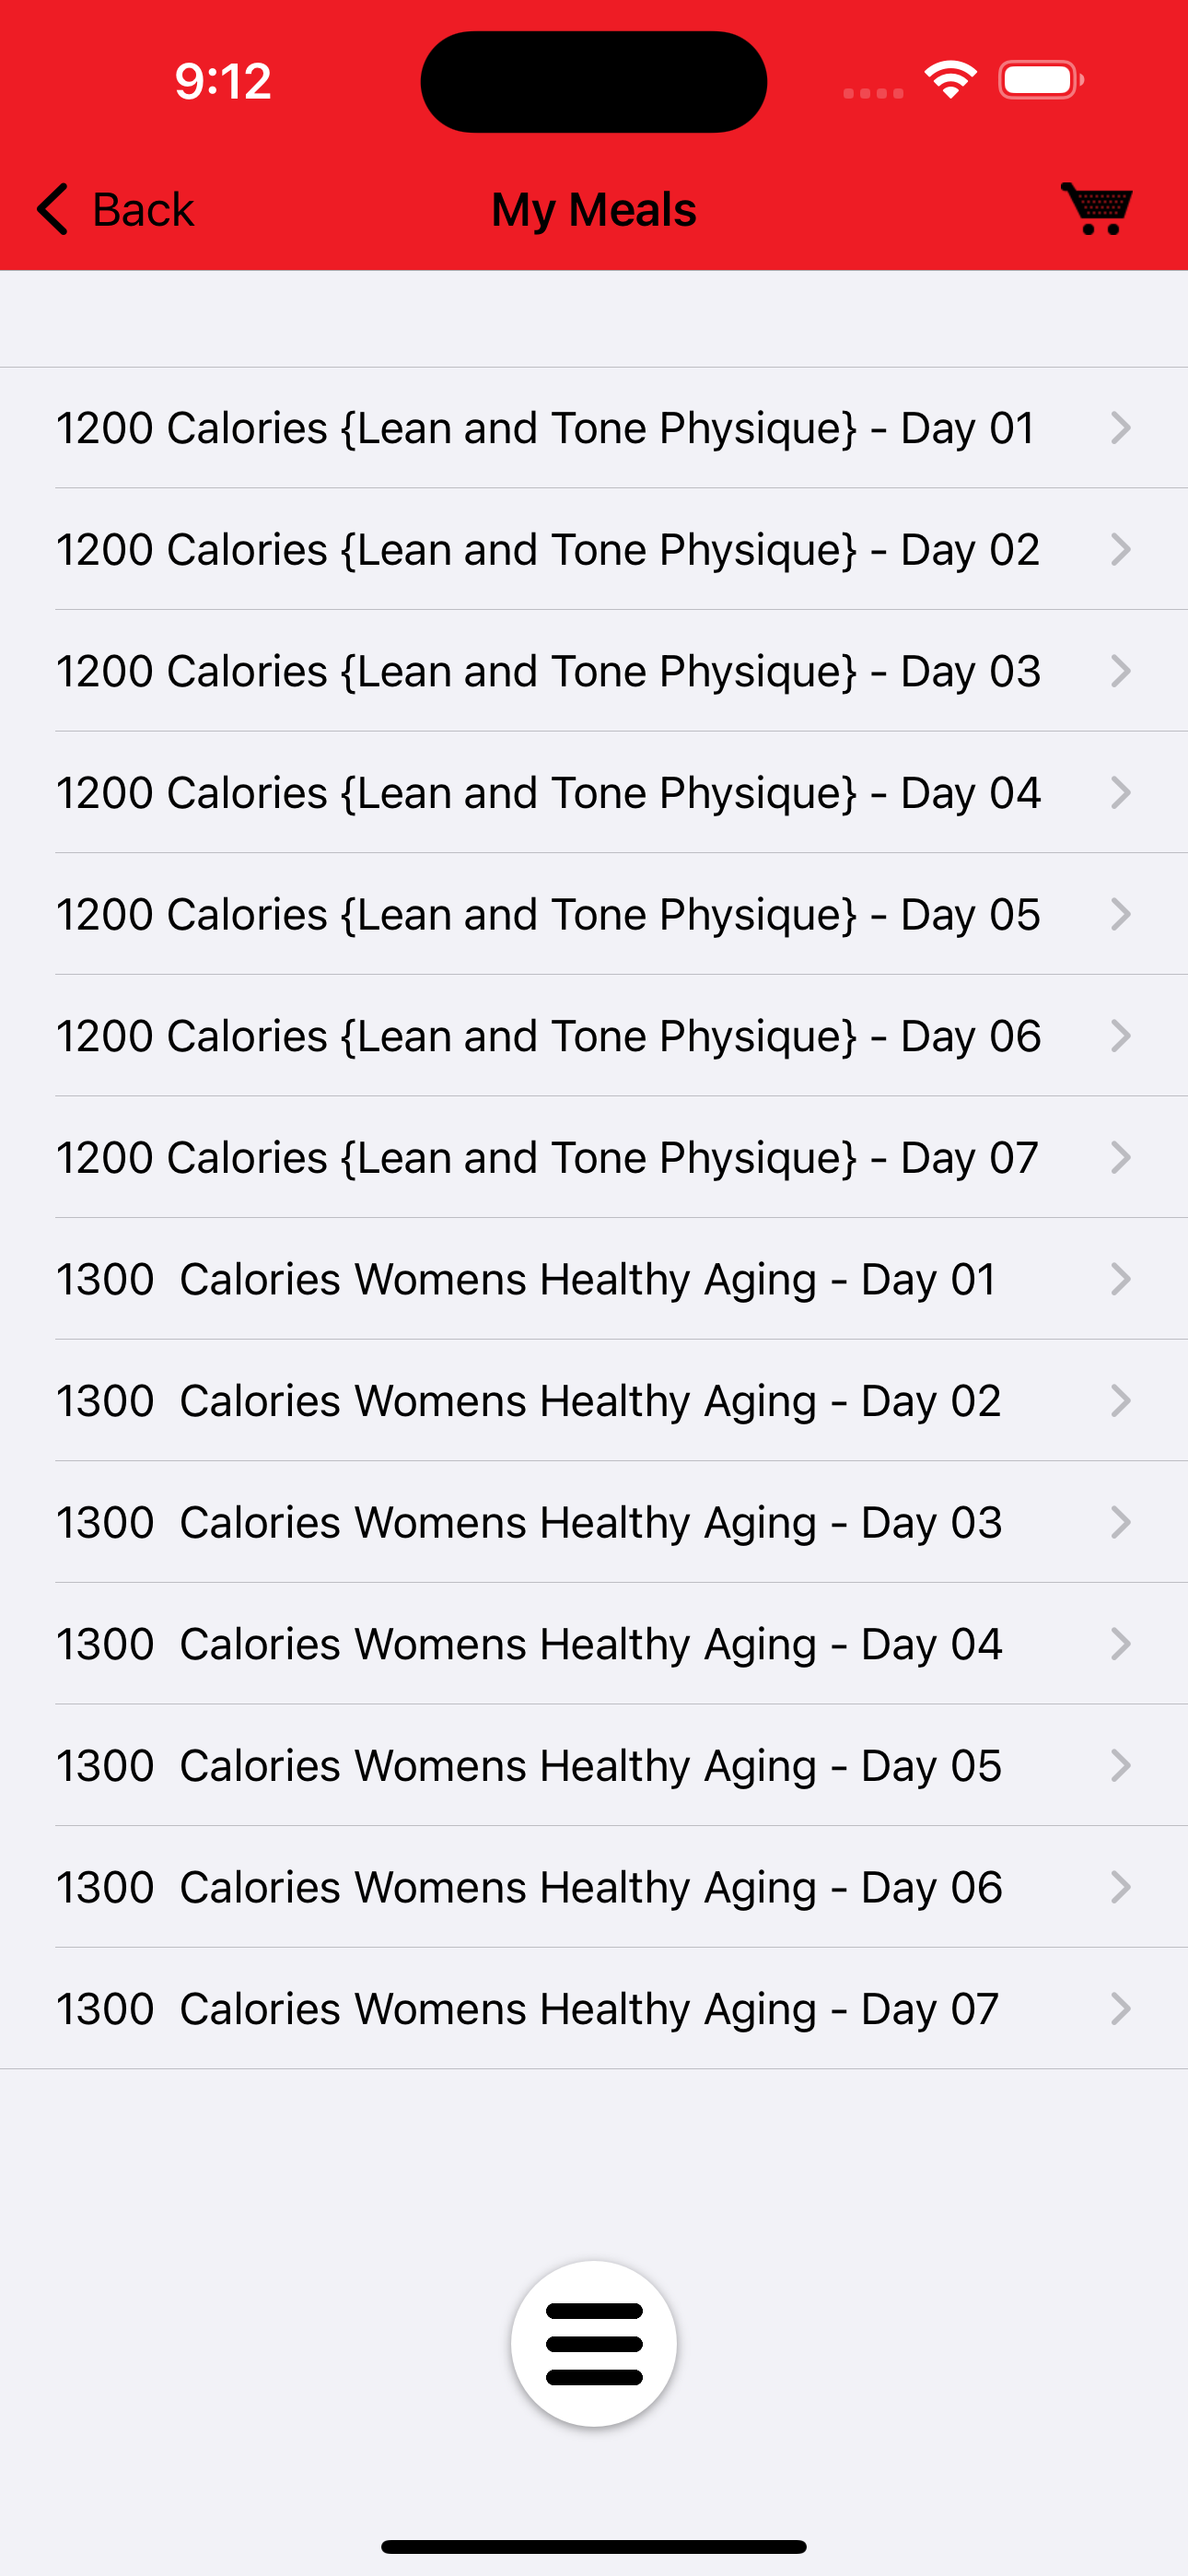 9:12
Back
My Meals
1200 Calories {Lean and Tone Physique} - Day 01
1200 Calories {Lean and Tone Physique} - Day 02
1200 Calories {Lean and Tone Physique} - Day 03
1200 Calories {Lean and Tone Physique} - Day 04
1200 Calories {Lean and Tone Physique} - Day 05
1200 Calories {Lean and Tone Physique} - Day 06
1200 Calories {Lean and Tone Physique} - Day 07
1300  Calories Womens Healthy Aging - Day 01
1300  Calories Womens Healthy Aging - Day 02
1300  Calories Womens Healthy Aging - Day 03
1300  Calories Womens Healthy Aging - Day 04
1300  Calories Womens Healthy Aging - Day 05
1300  Calories Womens Healthy Aging - Day 06
1300  Calories Womens Healthy Aging - Day 07